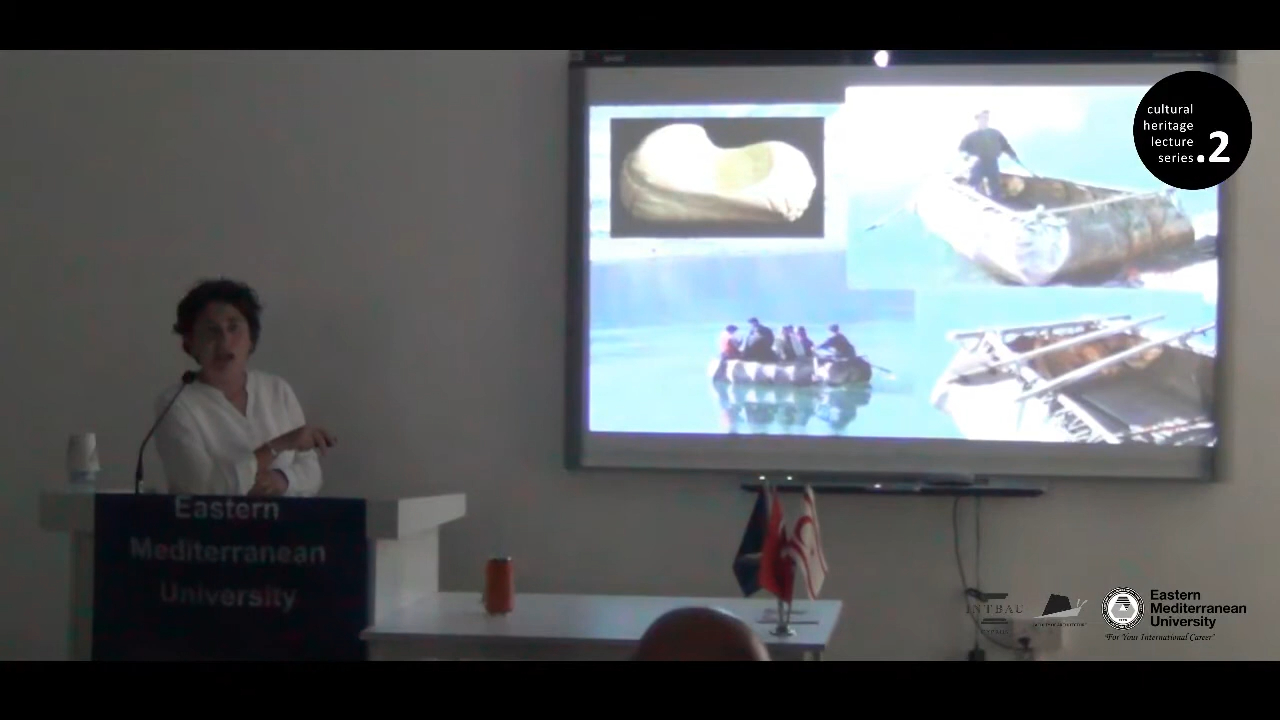 cultural
heritage
lecture
series.2
Eastern
Mediterranean
University
INTBAU
Eastern
Mediterranean
University
"For Your International Career"